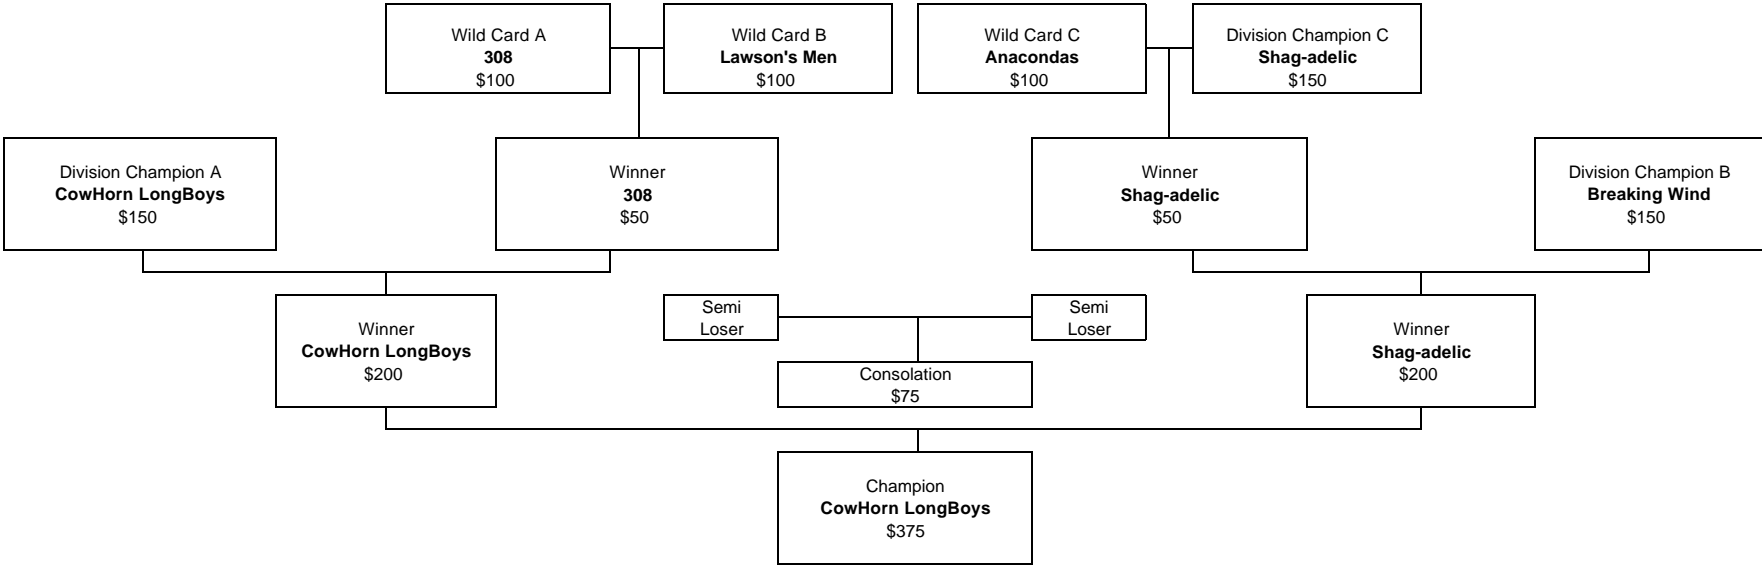 Wild Card A
308
$100
Wild Card B
Lawson's Men
$100
Wild Card C
Anacondas
$100
Division Champion C
Shag-adelic
$150
Division Champion A
CowHorn LongBoys
$150
Winner
308
$50
Winner
Shag-adelic
$50
Division Champion B
Breaking Wind
$150
Winner
CowHorn LongBoys
$200
Semi
Loser
Semi
Loser
Consolation
$75
Winner
Shag-adelic
$200
Champion
CowHorn LongBoys
$375